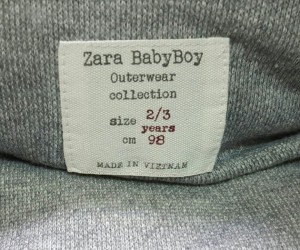 Zara BabyBoy
Outerwear
collection
size 2/3
years
cm 98
MADE IN VIETNAM